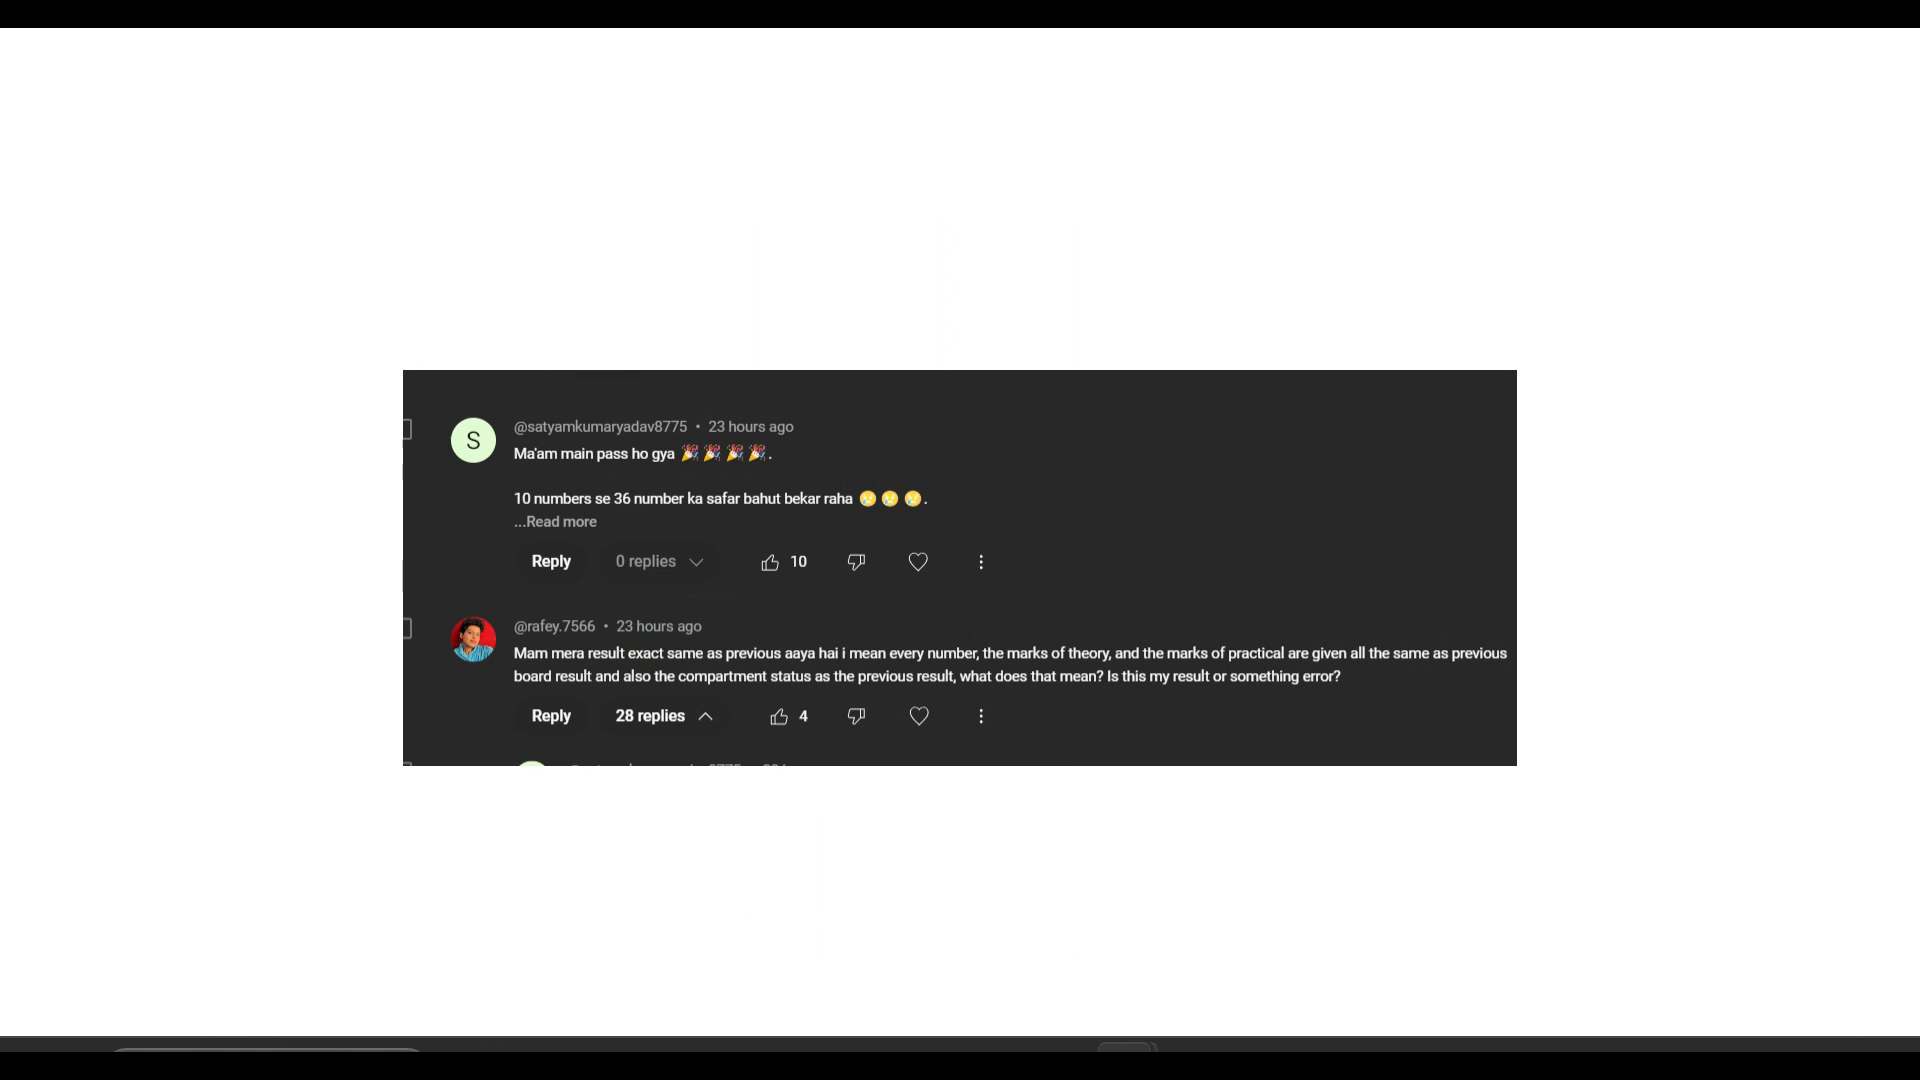 S
@satyamkumaryadav8775 • 23 hours ago
Ma'am main pass ho gya 🎉🎉🎉🎉.
10 numbers se 36 number ka safar bahut bekar raha 😢😢😢.
...Read more
Reply 0 replies 10
@rafey.7566 • 23 hours ago
Mam mera result exact same as previous aaya hai i mean every number, the marks of theory, and the marks of practical are given all the same as previous
board result and also the compartment status as the previous result, what does that mean? Is this my result or something error?
Reply 28 replies 4